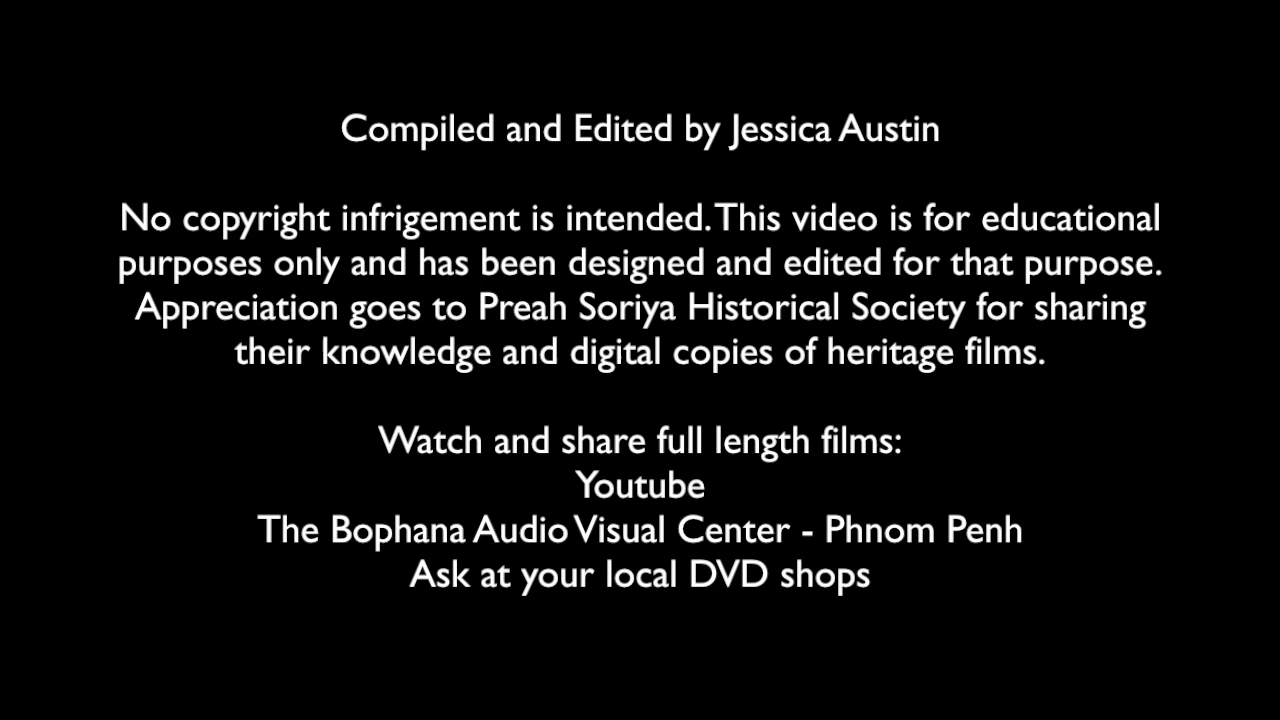 Compiled and Edited by Jessica Austin
No copyright infrigement is intended. This video is for educational
purposes only and has been designed and edited for that purpose.
Appreciation goes to Preah Soriya Historical Society for sharing
their knowledge and digital copies of heritage films.
Watch and share full length films:
Youtube
The Bophana Audio Visual Center - Phnom Penh
Ask at your local DVD shops